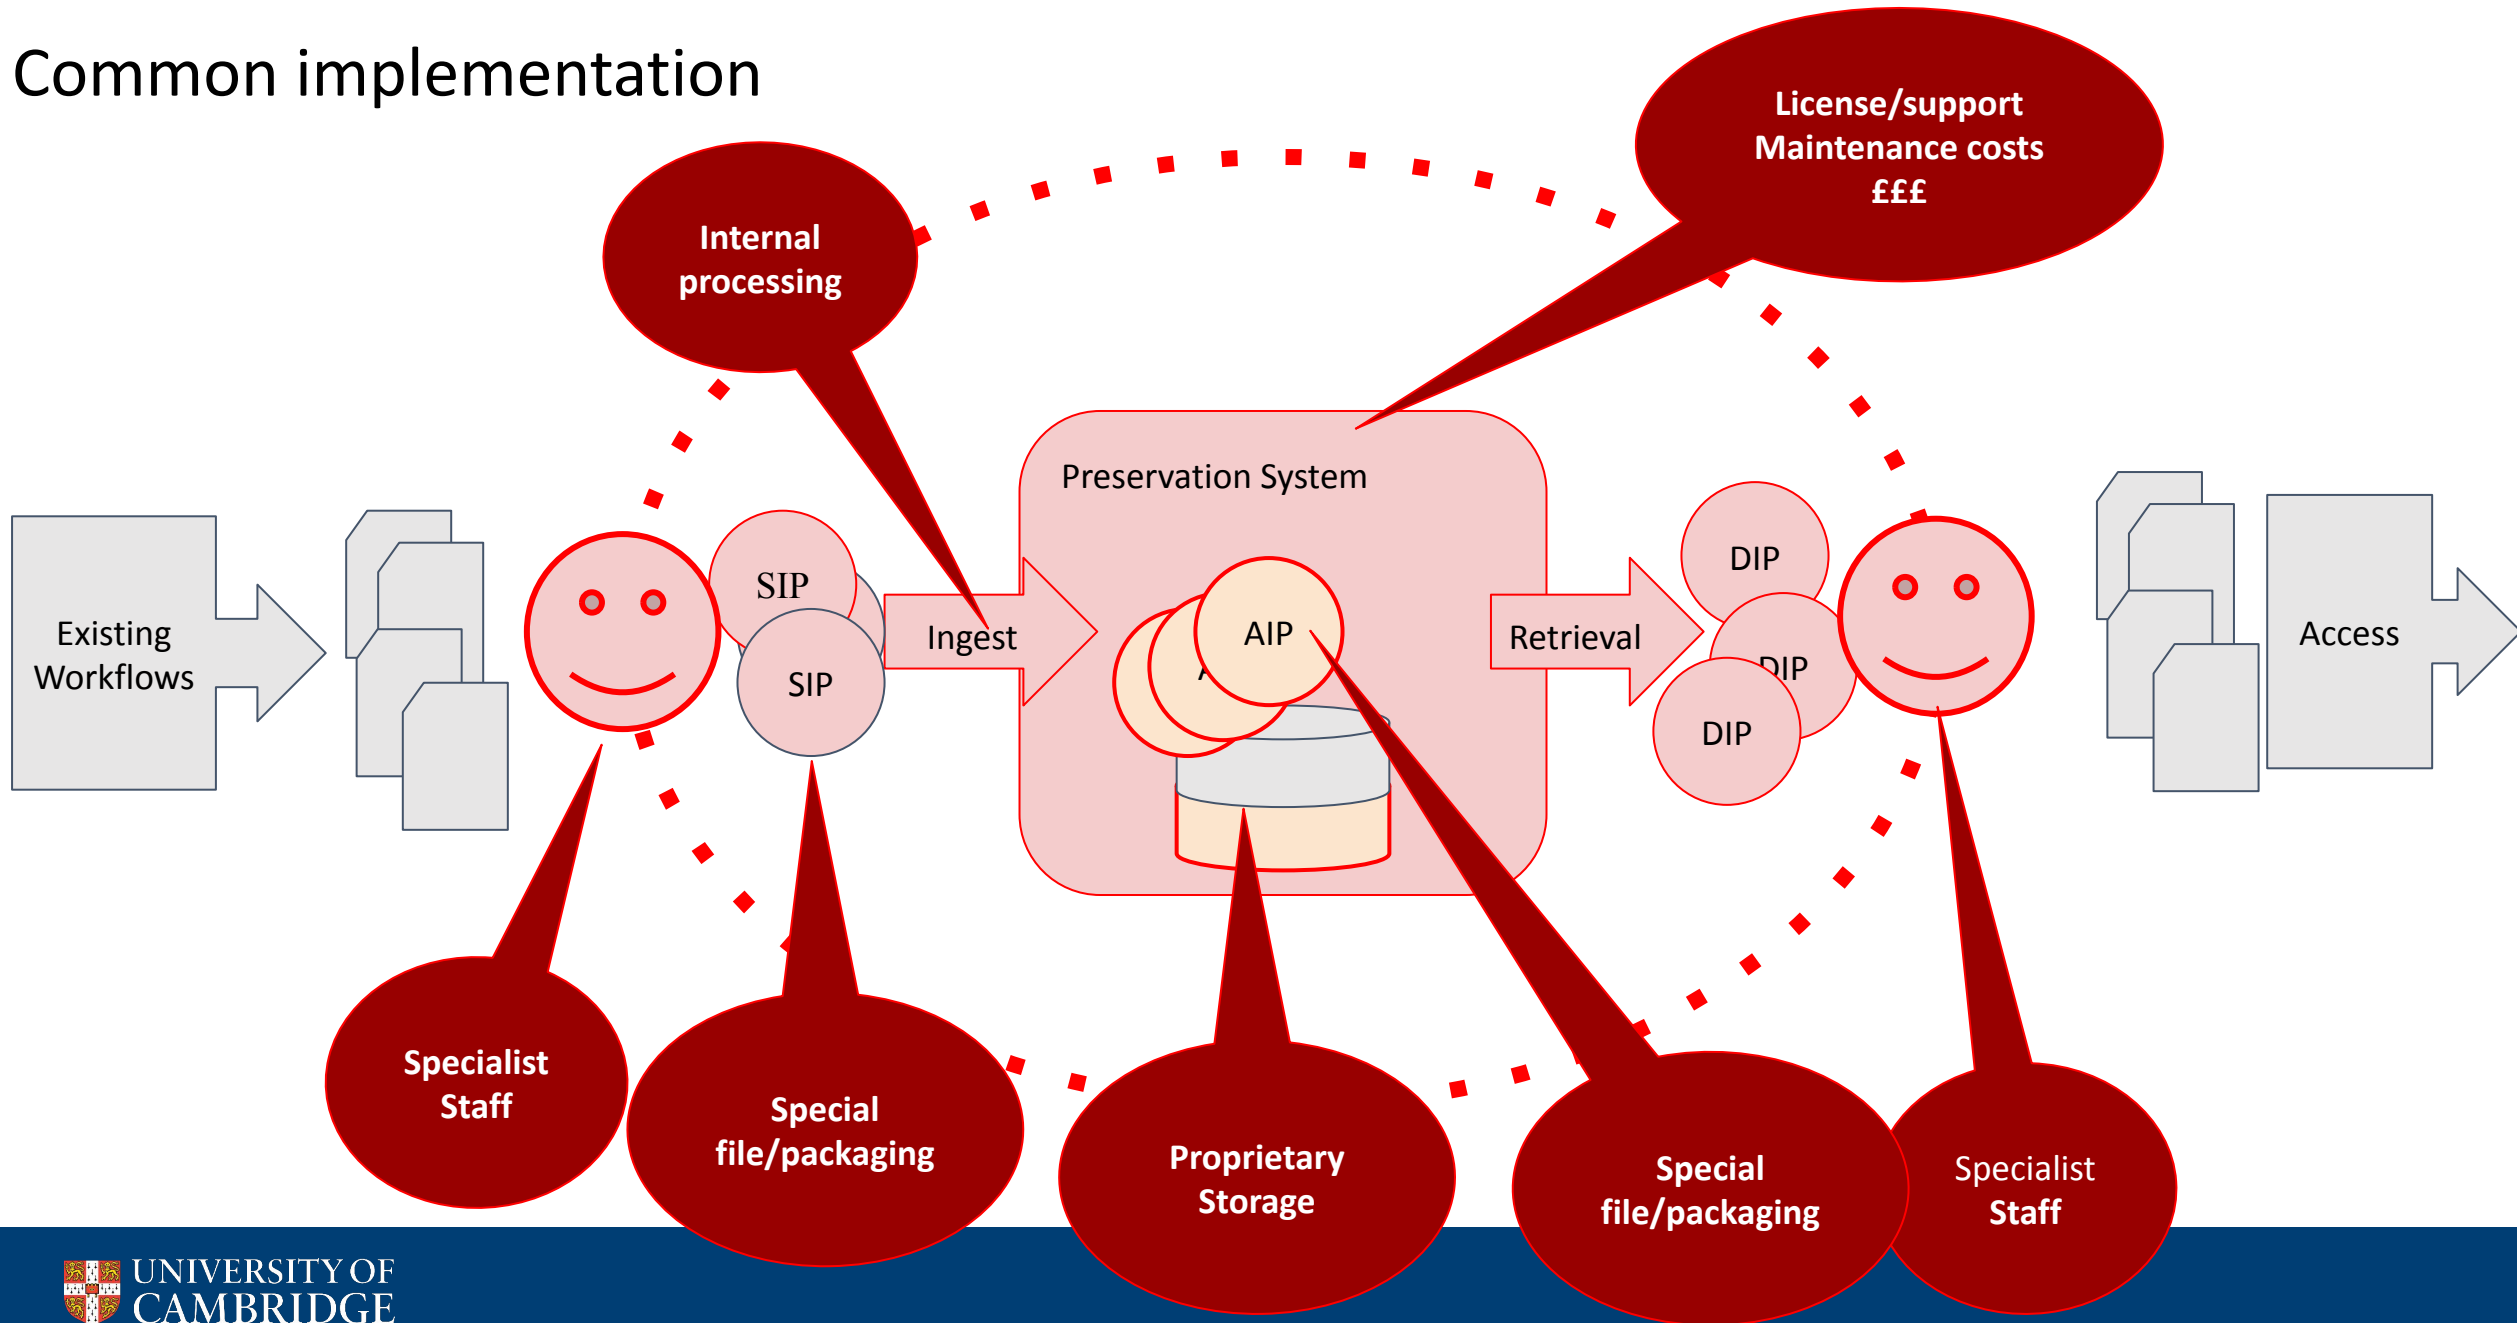 Common implementation
License/support
Maintenance costs
£££
Internal
processing
Preservation System
Existing
Workflows
SIP
SIP
Ingest
AIP
Retrieval
DIP
DIP
DIP
Access
Specialist
Staff
Special
file/packaging
Proprietary
Storage
Special
file/packaging
Specialist
Staff
UNIVERSITY OF
CAMBRIDGE